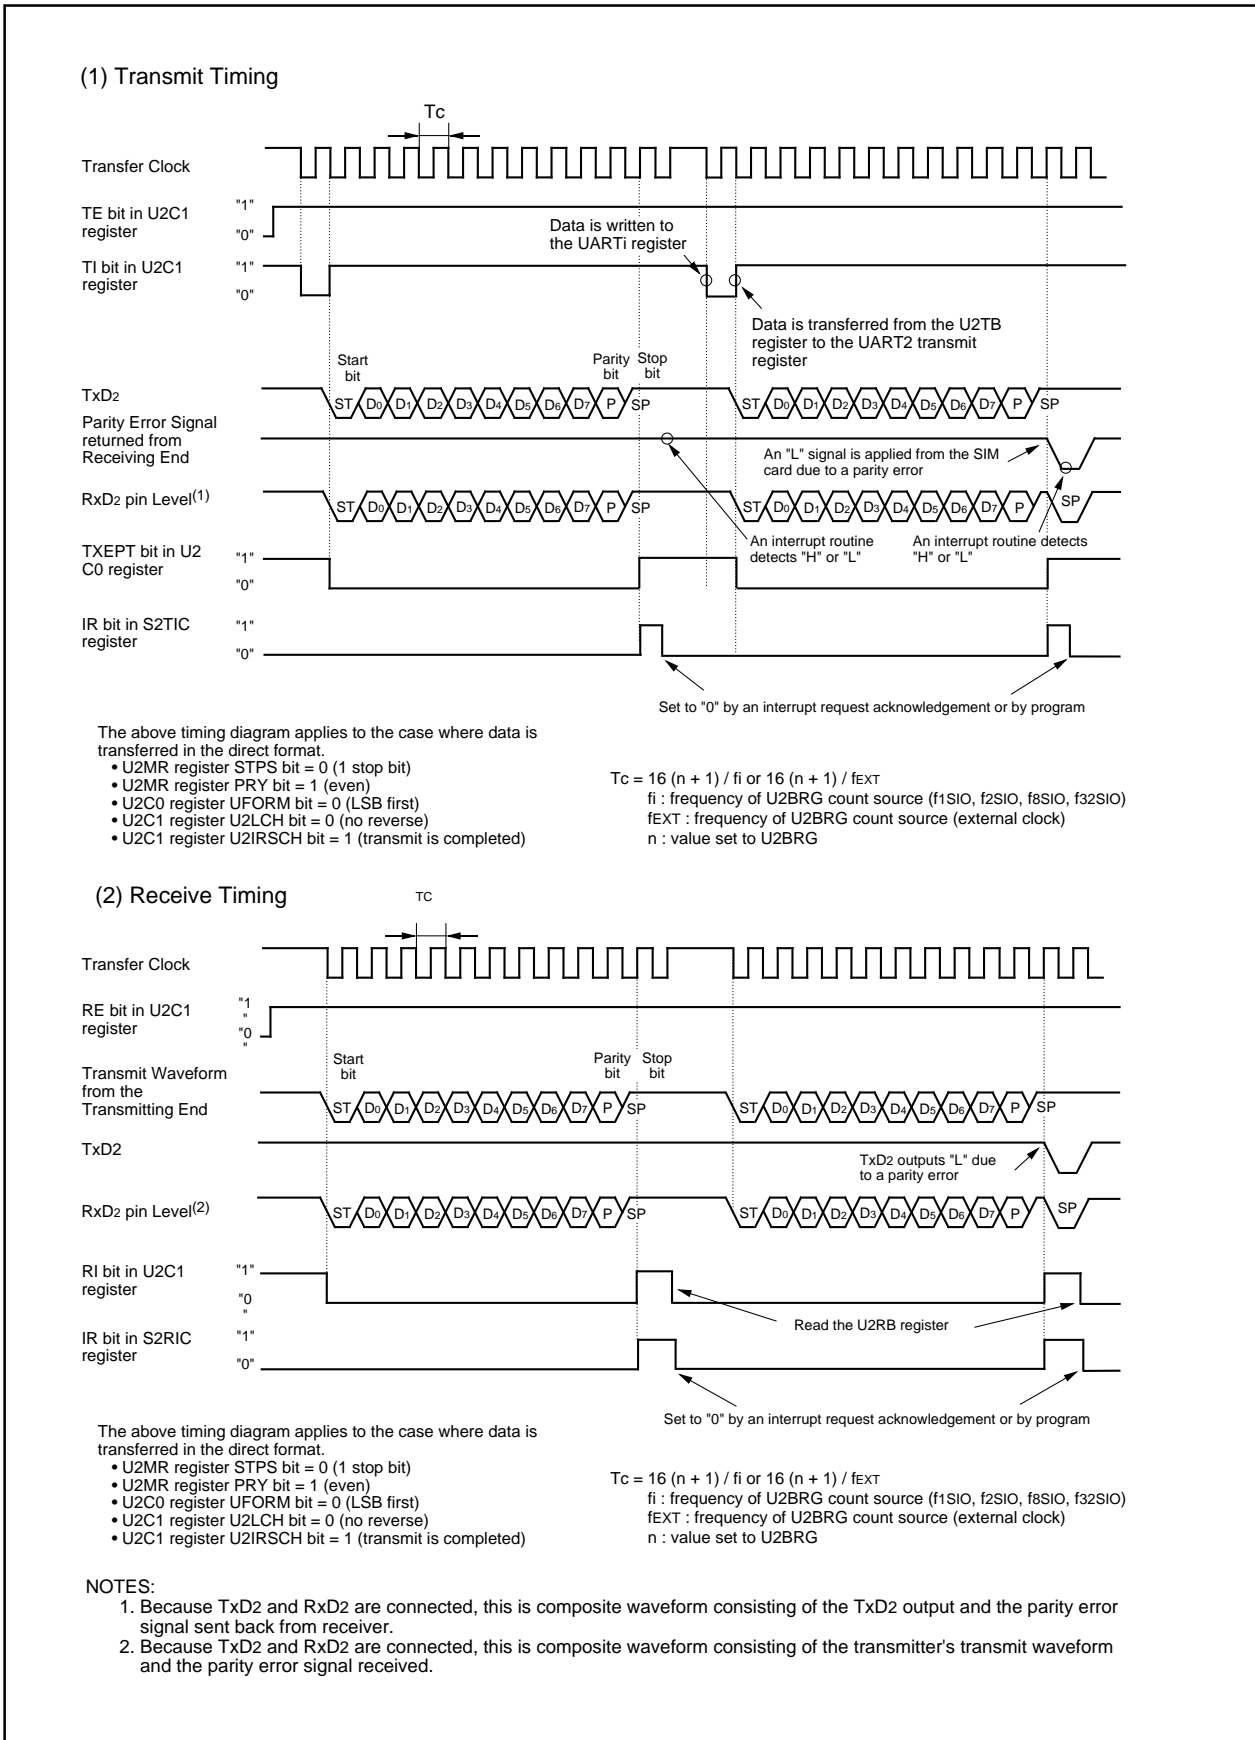 (1) Transmit Timing
Tc
Transfer Clock
TE bit in U2C1
register
"1"
"0"
Data is written to
the UARTi register
TI bit in U2C1
register
"1"
"0"
Data is transferred from the U2TB
register to the UART2 transmit
register
Start
bit
Parity
bit
Stop
bit
TxD2
ST D0 D1 D2 D3 D4 D5 D6 D7 P SP ST D0 D1 D2 D3 D4 D5 D6 D7 P SP
Parity Error Signal
returned from
Receiving End
An "L" signal is applied from the SIM
card due to a parity error
RxD2 pin Level(1)
ST D0 D1 D2 D3 D4 D5 D6 D7 P SP ST D0 D1 D2 D3 D4 D5 D6 D7 P SP
An interrupt routine
detects "H" or "L"
An interrupt routine detects
"H" or "L"
TXEPT bit in U2
C0 register
"1"
"0"
IR bit in S2TIC
register
"1"
"0"
Set to "0" by an interrupt request acknowledgement or by program
The above timing diagram applies to the case where data is
transferred in the direct format.
• U2MR register STPS bit = 0 (1 stop bit)
• U2MR register PRY bit = 1 (even)
• U2C0 register UFORM bit = 0 (LSB first)
• U2C1 register U2LCH bit = 0 (no reverse)
• U2C1 register U2IRSCH bit = 1 (transmit is completed)
Tc = 16 (n + 1) / fi or 16 (n + 1) / fEXT
fi : frequency of U2BRG count source (f1SIO, f2SIO, f8SIO, f32SIO)
fEXT : frequency of U2BRG count source (external clock)
n : value set to U2BRG
(2) Receive Timing
TC
Transfer Clock
RE bit in U2C1
register
"1
"
"0
"
Start
bit
Parity
bit
Stop
bit
Transmit Waveform
from the
Transmitting End
ST D0 D1 D2 D3 D4 D5 D6 D7 P SP ST D0 D1 D2 D3 D4 D5 D6 D7 P SP
TxD2
TxD2 outputs "L" due
to a parity error
RxD2 pin Level(2)
ST D0 D1 D2 D3 D4 D5 D6 D7 P SP ST D0 D1 D2 D3 D4 D5 D6 D7 P SP
RI bit in U2C1
register
"1"
"0
"
Read the U2RB register
IR bit in S2RIC
register
"1"
"0"
Set to "0" by an interrupt request acknowledgement or by program
The above timing diagram applies to the case where data is
transferred in the direct format.
• U2MR register STPS bit = 0 (1 stop bit)
• U2MR register PRY bit = 1 (even)
• U2C0 register UFORM bit = 0 (LSB first)
• U2C1 register U2LCH bit = 0 (no reverse)
• U2C1 register U2IRSCH bit = 1 (transmit is completed)
Tc = 16 (n + 1) / fi or 16 (n + 1) / fEXT
fi : frequency of U2BRG count source (f1SIO, f2SIO, f8SIO, f32SIO)
fEXT : frequency of U2BRG count source (external clock)
n : value set to U2BRG
NOTES:
1. Because TxD2 and RxD2 are connected, this is composite waveform consisting of the TxD2 output and the parity error
signal sent back from receiver.
2. Because TxD2 and RxD2 are connected, this is composite waveform consisting of the transmitter's transmit waveform
and the parity error signal received.